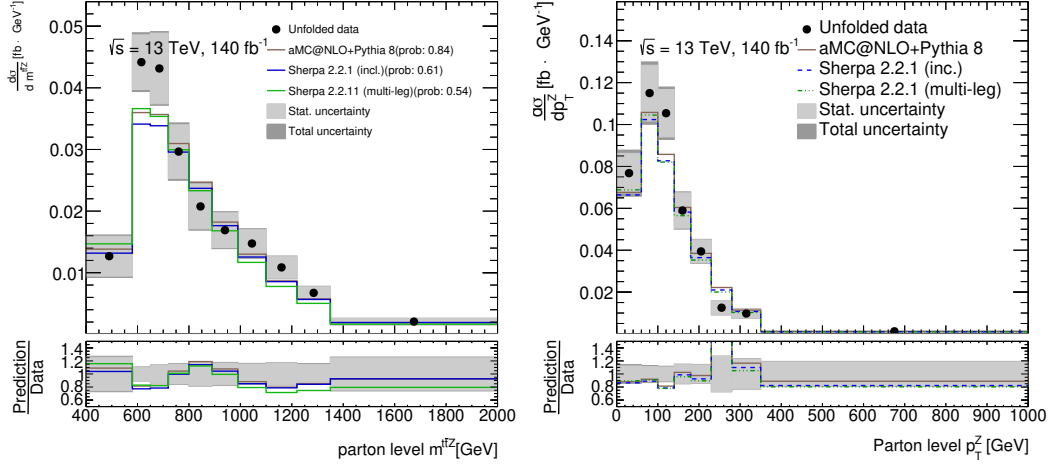 dσ/d m^tt̄Z [fb · GeV⁻¹]
0.05
0.04
0.03
0.02
0.01
√s = 13 TeV, 140 fb⁻¹
Unfolded data
aMC@NLO+Pythia 8(prob: 0.84)
Sherpa 2.2.1 (incl.)(prob: 0.61)
Sherpa 2.2.11 (multi-leg)(prob: 0.54)
Stat. uncertainty
Total uncertainty
Prediction
Data
1.4
1.2
1
0.8
0.6
400 600 800 1000 1200 1400 1600 1800 2000
parton level m^tt̄Z[GeV]
dσ/dp_T^Z [fb · GeV⁻¹]
0.16
0.14
0.12
0.1
0.08
0.06
0.04
0.02
√s = 13 TeV, 140 fb⁻¹
Unfolded data
aMC@NLO+Pythia 8
Sherpa 2.2.1 (inc.)
Sherpa 2.2.1 (multi-leg)
Stat. uncertainty
Total uncertainty
Prediction
Data
1.4
1.2
1
0.8
0.6
0 100 200 300 400 500 600 700 800 900 1000
Parton level p_T^Z [GeV]